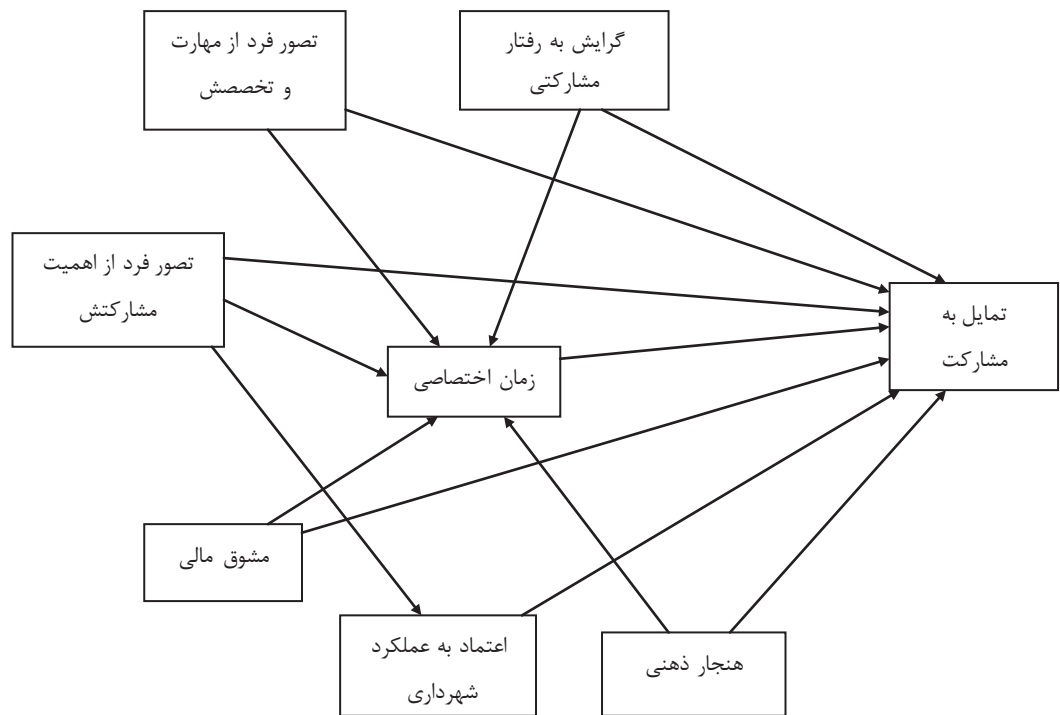 گرایش به رفتار
مشارکتی
تصور فرد از مهارت
و تخصصش
تصور فرد از اهمیت
مشارکتش
تمایل به
مشارکت
زمان اختصاصی
مشوق مالی
اعتماد به عملکرد
شهرداری
هنجار ذهنی